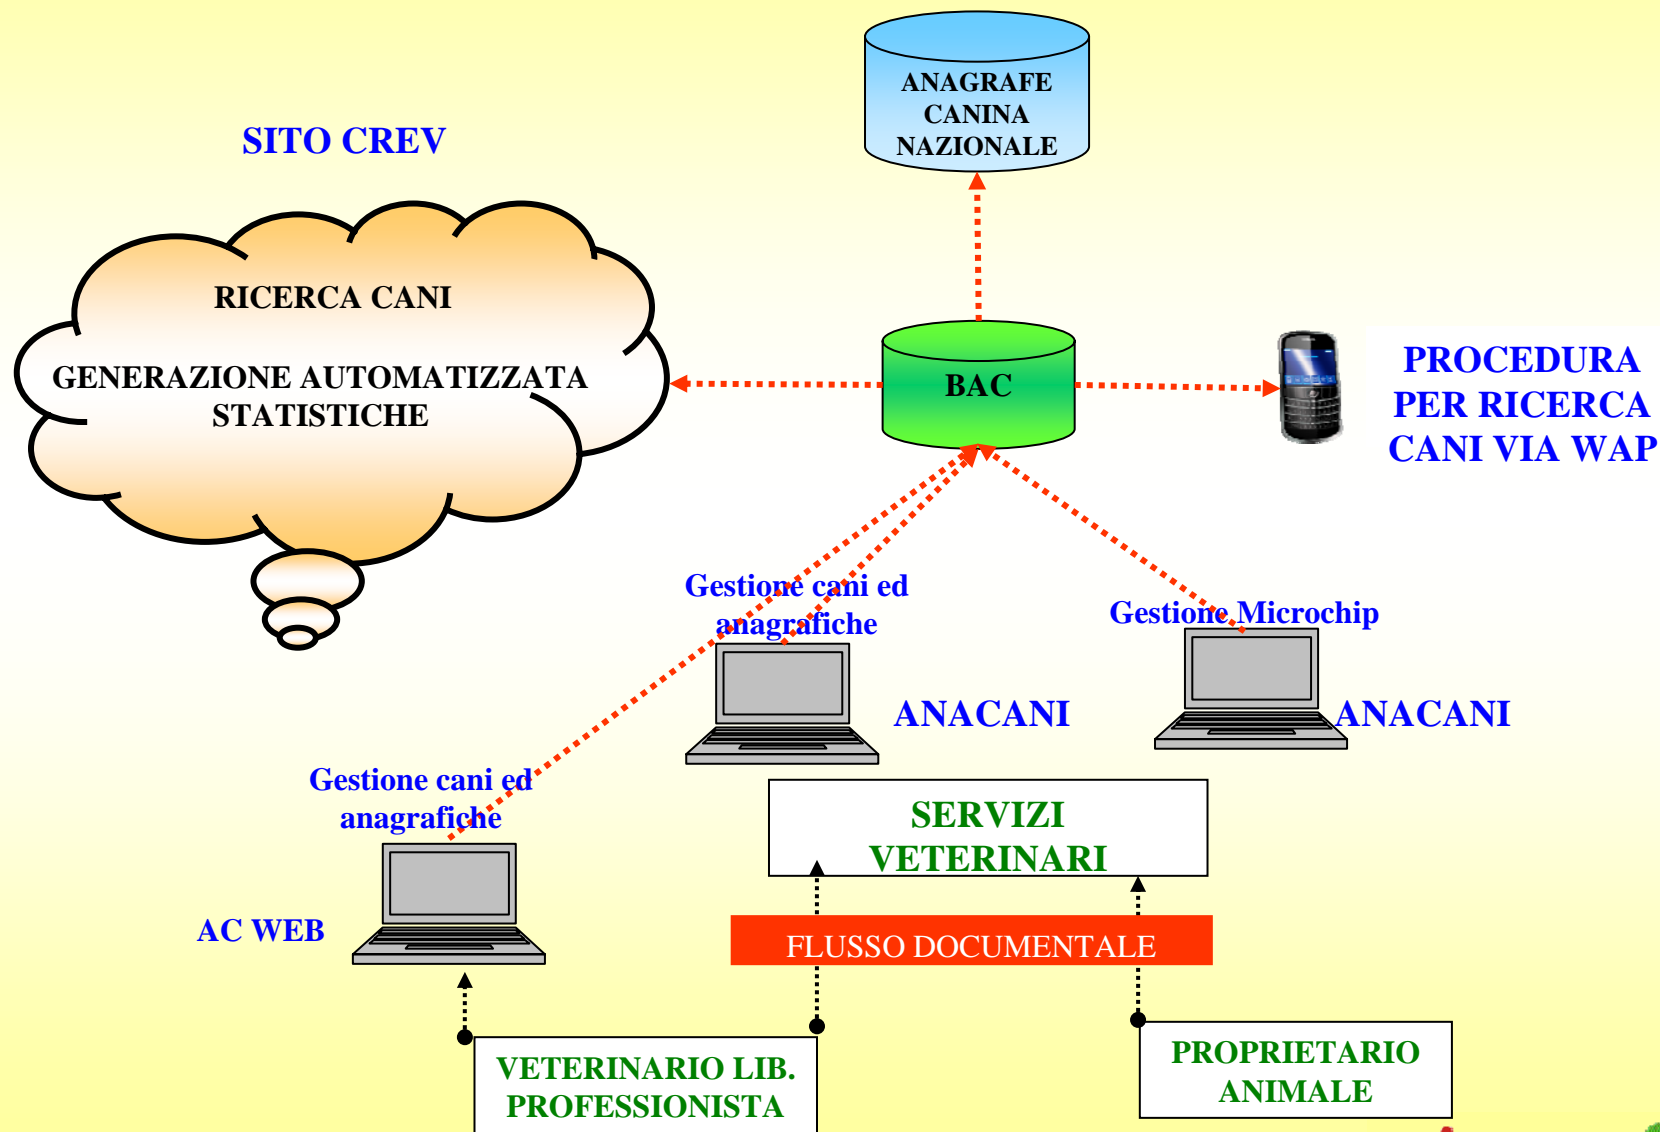 ANAGRAFE
CANINA
NAZIONALE
SITO CREV
RICERCA CANI
GENERAZIONE AUTOMATIZZATA
STATISTICHE
BAC
PROCEDURA
PER RICERCA
CANI VIA WAP
Gestione cani ed
anagrafiche
Gestione Microchip
ANACANI
ANACANI
Gestione cani ed
anagrafiche
SERVIZI
VETERINARI
AC WEB
FLUSSO DOCUMENTALE
VETERINARIO LIB.
PROFESSIONISTA
PROPRIETARIO
ANIMALE